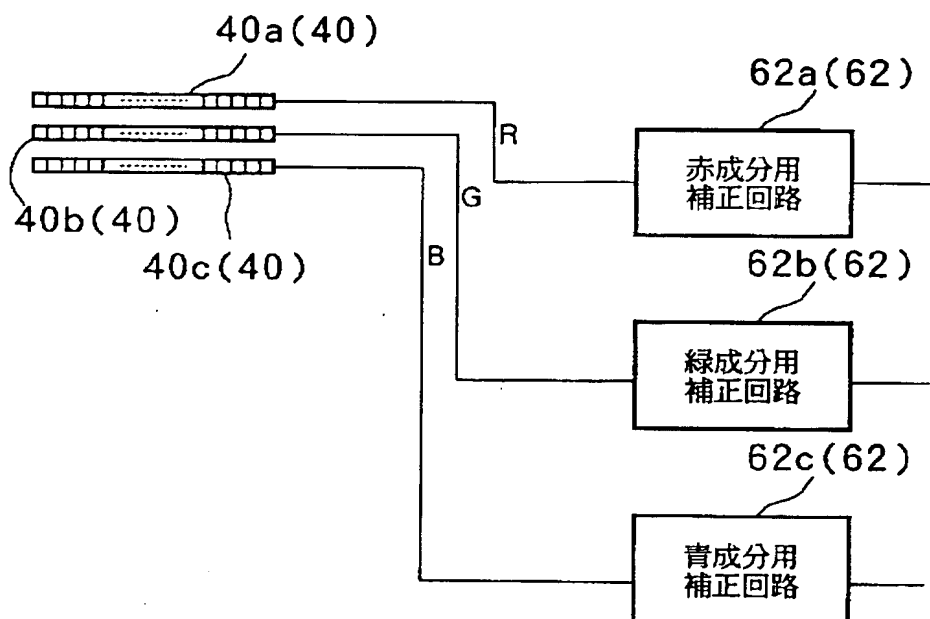 40a(40)
62a(62)
R
赤成分用
補正回路
G
40b(40)
B
40c(40)
62b(62)
緑成分用
補正回路
62c(62)
青成分用
補正回路